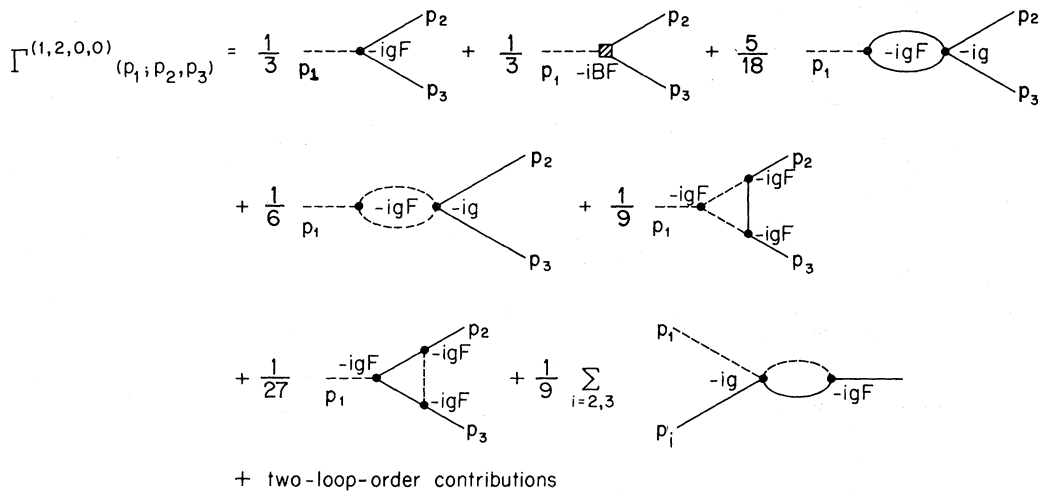 Γ^(1,2,0,0) (p₁; p₂, p₃) = 1/3 p₁ -igF p₂ p₃ + 1/3 p₁ -iBF p₂ p₃ + 5/18 p₁ -igF -ig p₂ p₃
+ 1/6 p₁ -igF -ig p₂ p₃ + 1/9 p₁ -igF -igF -igF p₂ p₃
+ 1/27 p₁ -igF -igF -igF p₂ p₃ + 1/9 Σ i=2,3 p₁ -ig pᵢ -igF
+ two-loop-order contributions